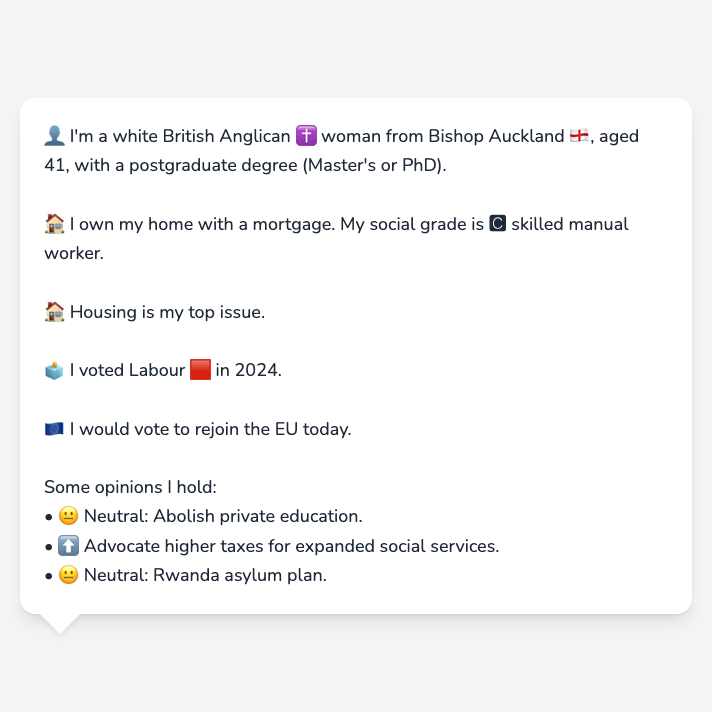 👤 I'm a white British Anglican ✝️ woman from Bishop Auckland 🏴󠁧󠁢󠁥󠁮󠁧󠁿, aged
41, with a postgraduate degree (Master's or PhD).
🏠 I own my home with a mortgage. My social grade is 🅲 skilled manual
worker.
🏠 Housing is my top issue.
🗳️ I voted Labour 🟥 in 2024.
🇪🇺 I would vote to rejoin the EU today.
Some opinions I hold:
• 😐 Neutral: Abolish private education.
• ⬆️ Advocate higher taxes for expanded social services.
• 😐 Neutral: Rwanda asylum plan.